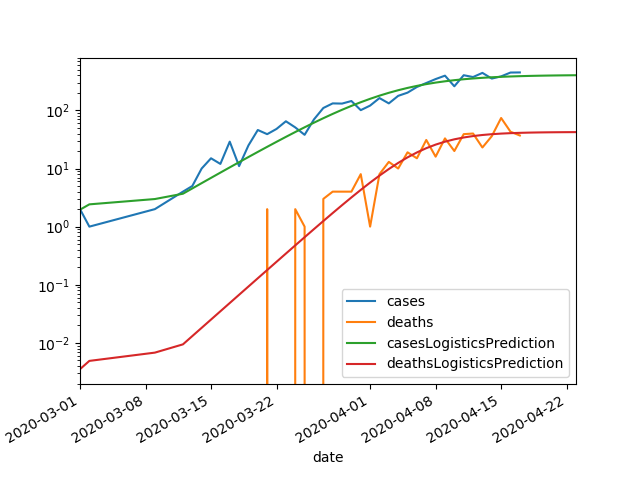 10²
10¹
10⁰
10⁻¹
10⁻²
cases
deaths
casesLogisticsPrediction
deathsLogisticsPrediction
2020-03-01
2020-03-08
2020-03-15
2020-03-22
2020-04-01
2020-04-08
2020-04-15
2020-04-22
date